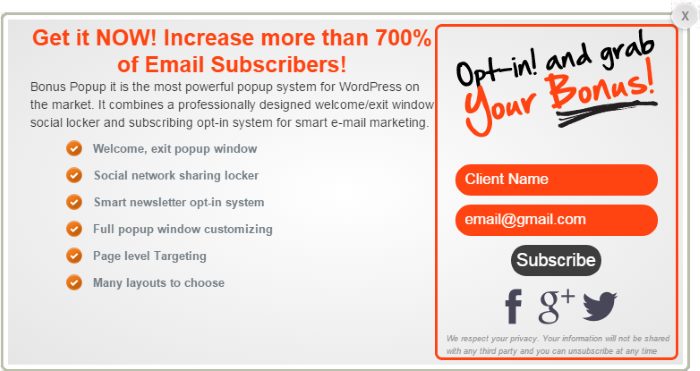 x
Get it NOW! Increase more than 700%
of Email Subscribers!
Bonus Popup it is the most powerful popup system for WordPress on
the market. It combines a professionally designed welcome/exit window
social locker and subscribing opt-in system for smart e-mail marketing.
Welcome, exit popup window
Social network sharing locker
Smart newsletter opt-in system
Full popup window customizing
Page level Targeting
Many layouts to choose
Opt-in! and grab
Your Bonus!
Client Name
email@gmail.com
Subscribe
f g+
We respect your privacy. Your information will not be shared
with any third party and you can unsubscribe at any time